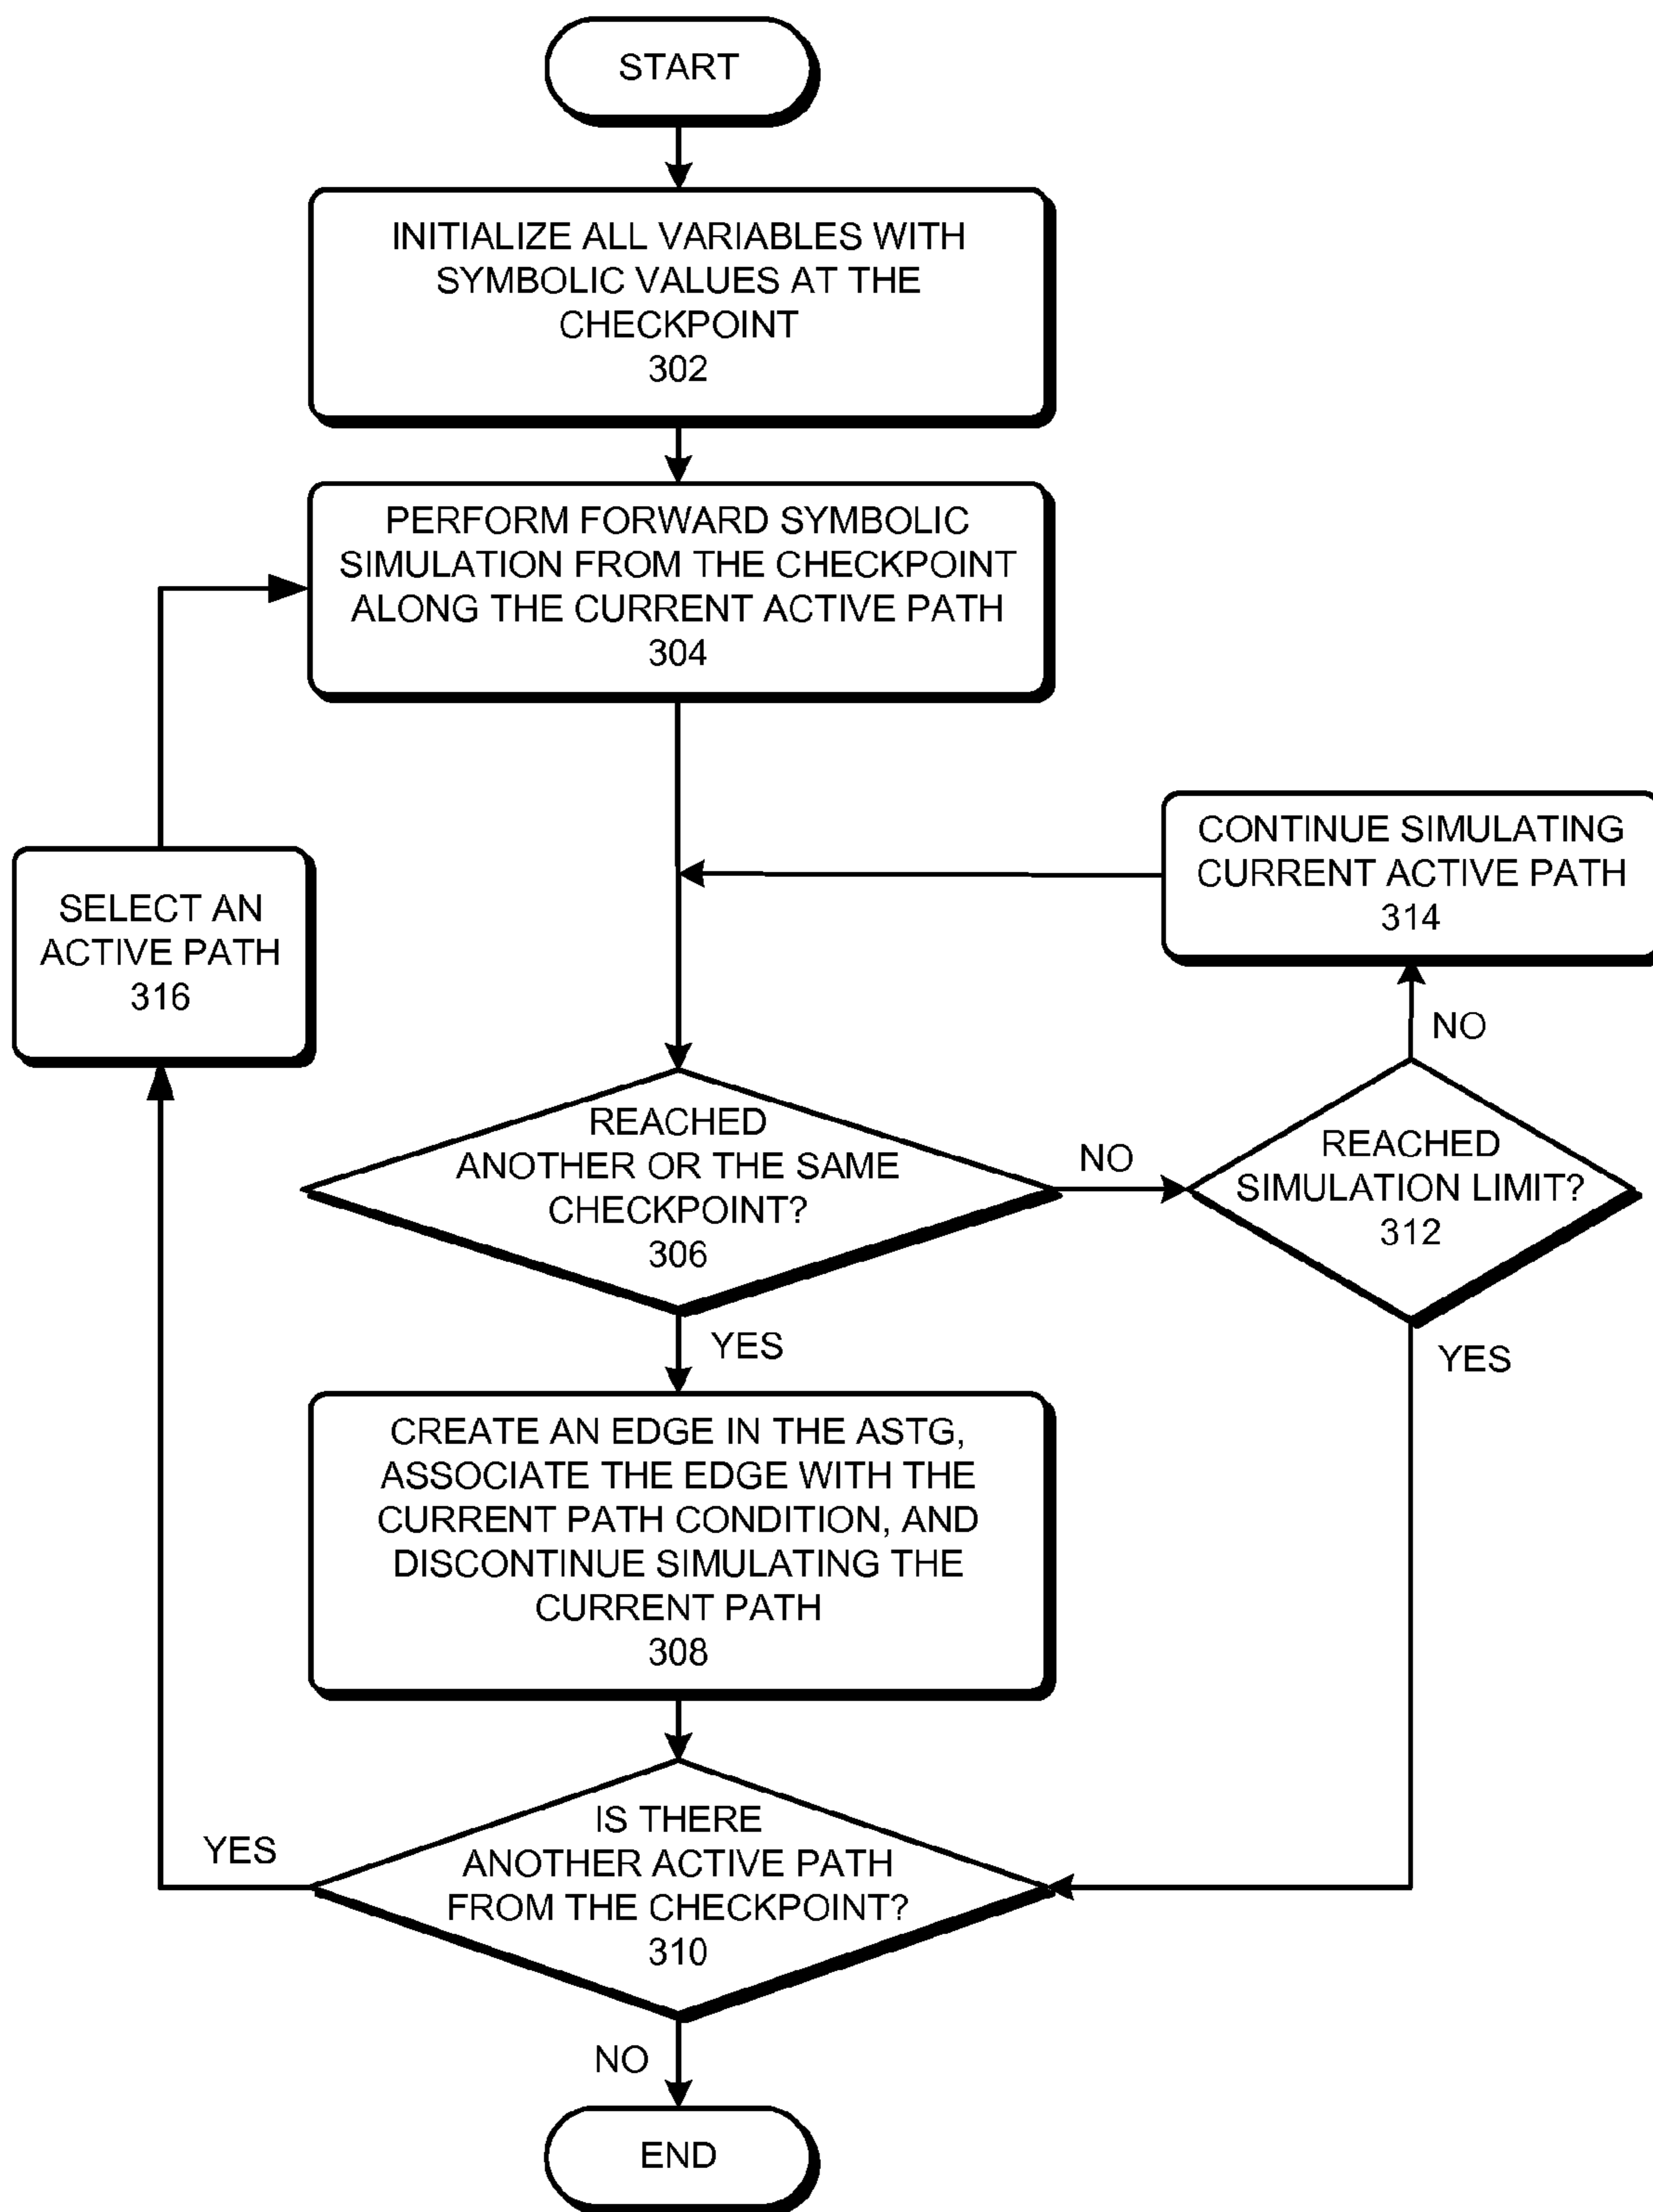 START
INITIALIZE ALL VARIABLES WITH
SYMBOLIC VALUES AT THE
CHECKPOINT
302
PERFORM FORWARD SYMBOLIC
SIMULATION FROM THE CHECKPOINT
ALONG THE CURRENT ACTIVE PATH
304
CONTINUE SIMULATING
CURRENT ACTIVE PATH
314
SELECT AN
ACTIVE PATH
316
NO
REACHED
ANOTHER OR THE SAME
CHECKPOINT?
306
NO
REACHED
SIMULATION LIMIT?
312
YES
YES
CREATE AN EDGE IN THE ASTG,
ASSOCIATE THE EDGE WITH THE
CURRENT PATH CONDITION, AND
DISCONTINUE SIMULATING THE
CURRENT PATH
308
YES
IS THERE
ANOTHER ACTIVE PATH
FROM THE CHECKPOINT?
310
NO
END